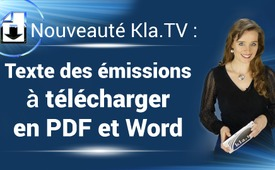 Nouveauté Kla.TV :
Texte des émissions
à télécharger
en PDF et Word